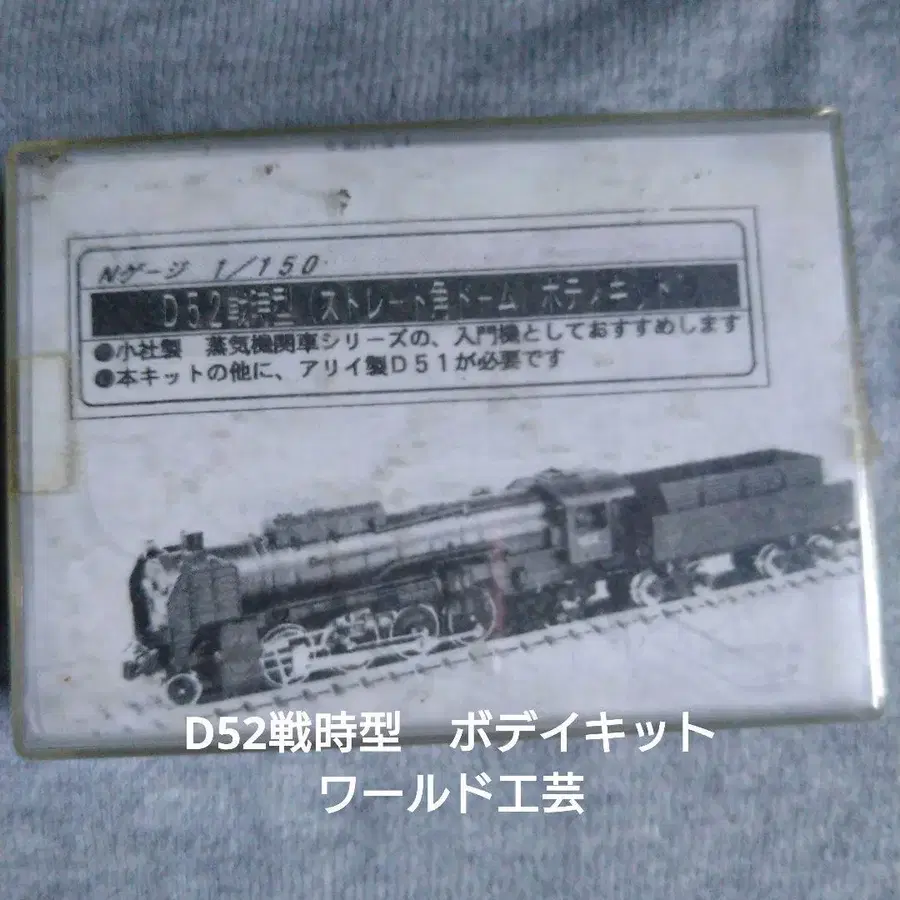 Nゲージ 1/150
D52戦時型(ストレート角ドーム)ボディキット
●小社製 蒸気機関車シリーズの、入門機としておすすめします
●本キットの他に、アリイ製D51が必要です
D52戦時型 ボデイキット
ワールド工芸